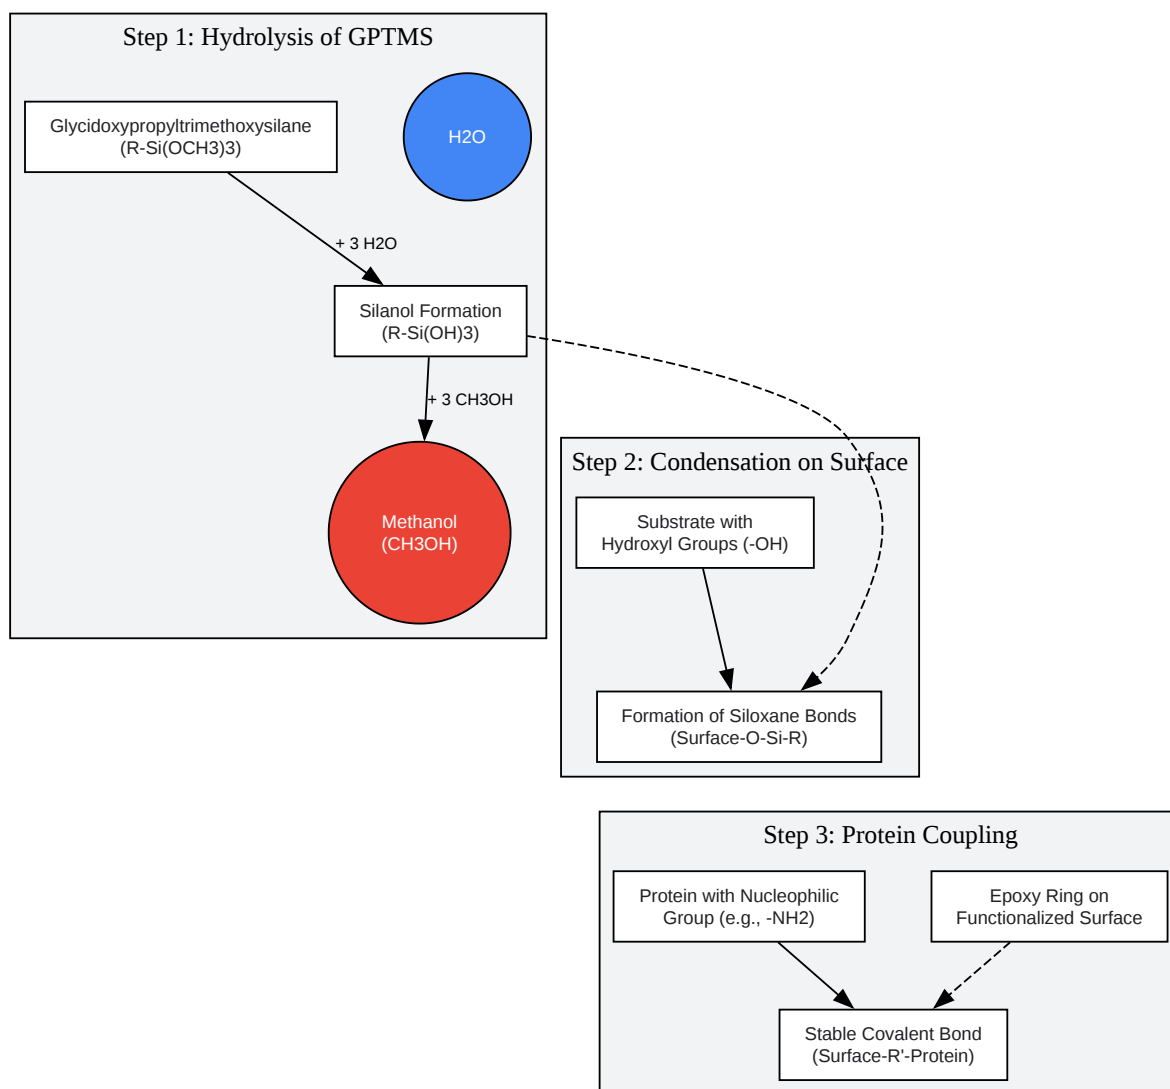 Step 1: Hydrolysis of GPTMS
Glycidoxypropyltrimethoxysilane
(R-Si(OCH3)3)
H2O
+ 3 H2O
Silanol Formation
(R-Si(OH)3)
+ 3 CH3OH
Methanol
(CH3OH)
Step 2: Condensation on Surface
Substrate with
Hydroxyl Groups (-OH)
Formation of Siloxane Bonds
(Surface-O-Si-R)
Step 3: Protein Coupling
Protein with Nucleophilic
Group (e.g., -NH2)
Epoxy Ring on
Functionalized Surface
Stable Covalent Bond
(Surface-R'-Protein)